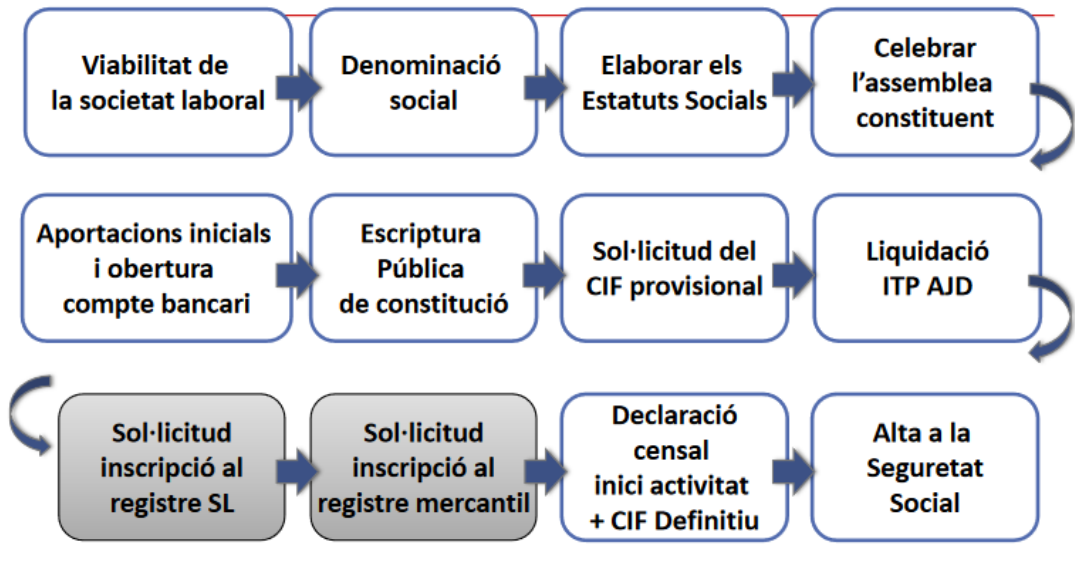 Viabilitat de
la societat laboral
Denominació
social
Elaborar els
Estatuts Socials
Celebrar
l'assemblea
constituent
Aportacions inicials
i obertura
compte bancari
Escriptura
Pública
de constitució
Sol·licitud del
CIF provisional
Liquidació
ITP AJD
Sol·licitud
inscripció al
registre SL
Sol·licitud
inscripció al
registre mercantil
Declaració
censal
inici activitat
+ CIF Definitiu
Alta a la
Seguretat
Social